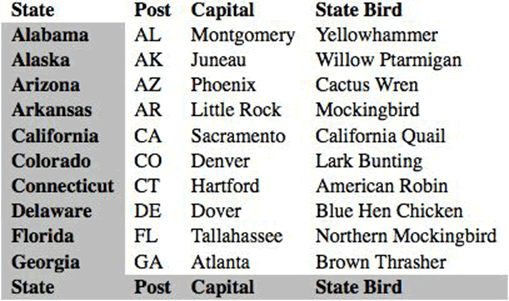 State Post Capital State Bird
Alabama AL Montgomery Yellowhammer
Alaska AK Juneau Willow Ptarmigan
Arizona AZ Phoenix Cactus Wren
Arkansas AR Little Rock Mockingbird
California CA Sacramento California Quail
Colorado CO Denver Lark Bunting
Connecticut CT Hartford American Robin
Delaware DE Dover Blue Hen Chicken
Florida FL Tallahassee Northern Mockingbird
Georgia GA Atlanta Brown Thrasher
State Post Capital State Bird